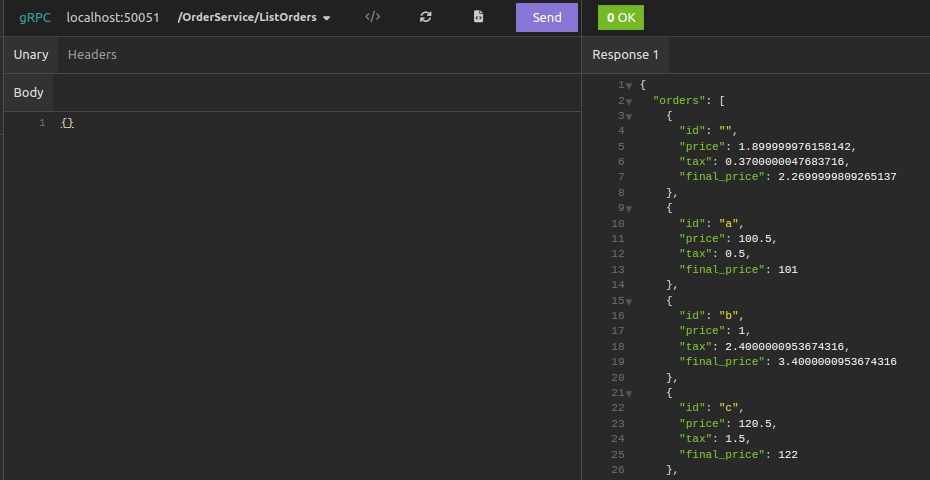 gRPC localhost:50051 /OrderService/ListOrders Send 0 OK
Unary Headers Response 1
Body
1 {}
1 {
2 "orders": [
3 {
4 "id": "",
5 "price": 1.899999976158142,
6 "tax": 0.3700000047683716,
7 "final_price": 2.2699999809265137
8 },
9 {
10 "id": "a",
11 "price": 100.5,
12 "tax": 0.5,
13 "final_price": 101
14 },
15 {
16 "id": "b",
17 "price": 1,
18 "tax": 2.4000000953674316,
19 "final_price": 3.4000000953674316
20 },
21 {
22 "id": "c",
23 "price": 120.5,
24 "tax": 1.5,
25 "final_price": 122
26 },